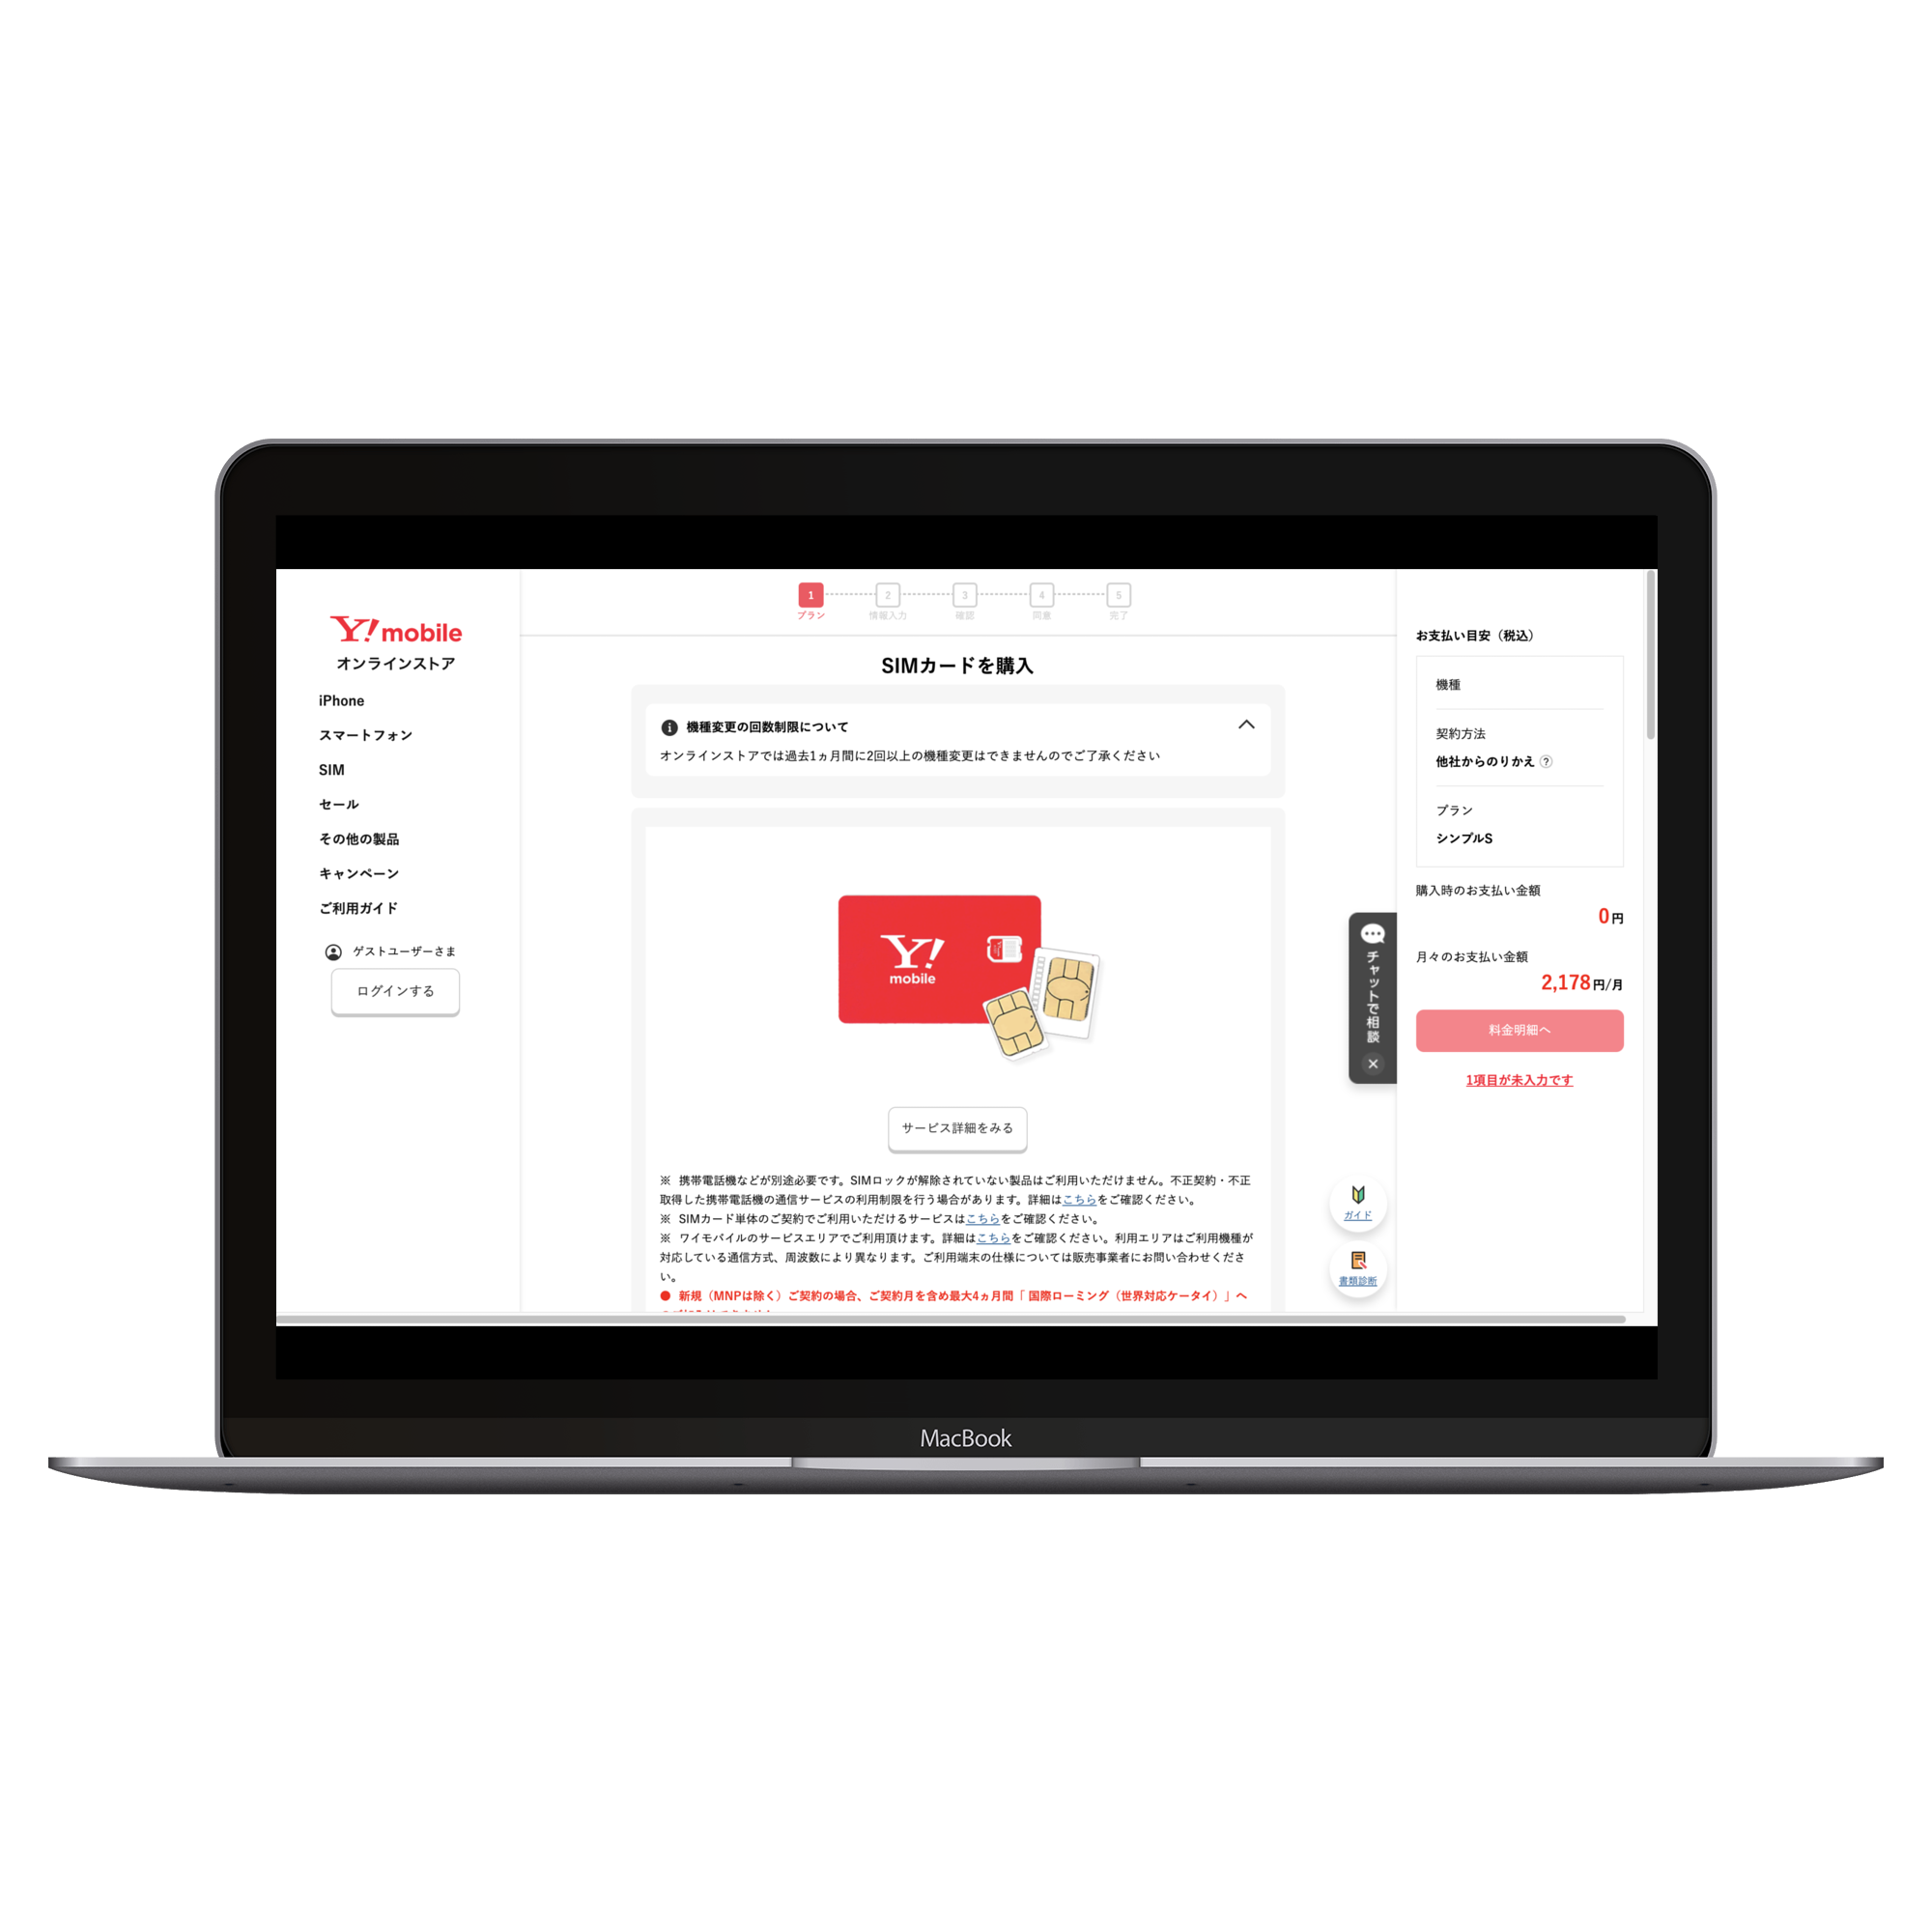 Y!mobile
オンラインストア
iPhone
スマートフォン
SIM
セール
その他の製品
キャンペーン
ご利用ガイド
ゲストユーザーさま
ログインする
1
プラン
2
情報入力
3
確認
4
同意
5
完了
SIMカードを購入
機種変更の回数制限について
オンラインストアでは過去1ヵ月間に2回以上の機種変更はできませんのでご了承ください
Y!
mobile
サービス詳細をみる
※ 携帯電話機などが別途必要です。SIMロックが解除されていない製品はご利用いただけません。不正契約・不正
取得した携帯電話機の通信サービスの利用制限を行う場合があります。詳細はこちらをご確認ください。
※ SIMカード単体のご契約でご利用いただけるサービスはこちらをご確認ください。
※ ワイモバイルのサービスエリアでご利用頂けます。詳細はこちらをご確認ください。利用エリアはご利用機種が
対応している通信方式、周波数により異なります。ご利用端末の仕様については販売事業者にお問い合わせくださ
い。
● 新規（MNPは除く）ご契約の場合、ご契約月を含め最大4ヵ月間「 国際ローミング（世界対応ケータイ）」へ
チャットで相談
×
ガイド
書類診断
お支払い目安（税込）
機種
契約方法
他社からのりかえ ?
プラン
シンプルS
購入時のお支払い金額
0円
月々のお支払い金額
2,178円/月
料金明細へ
1項目が未入力です
MacBook